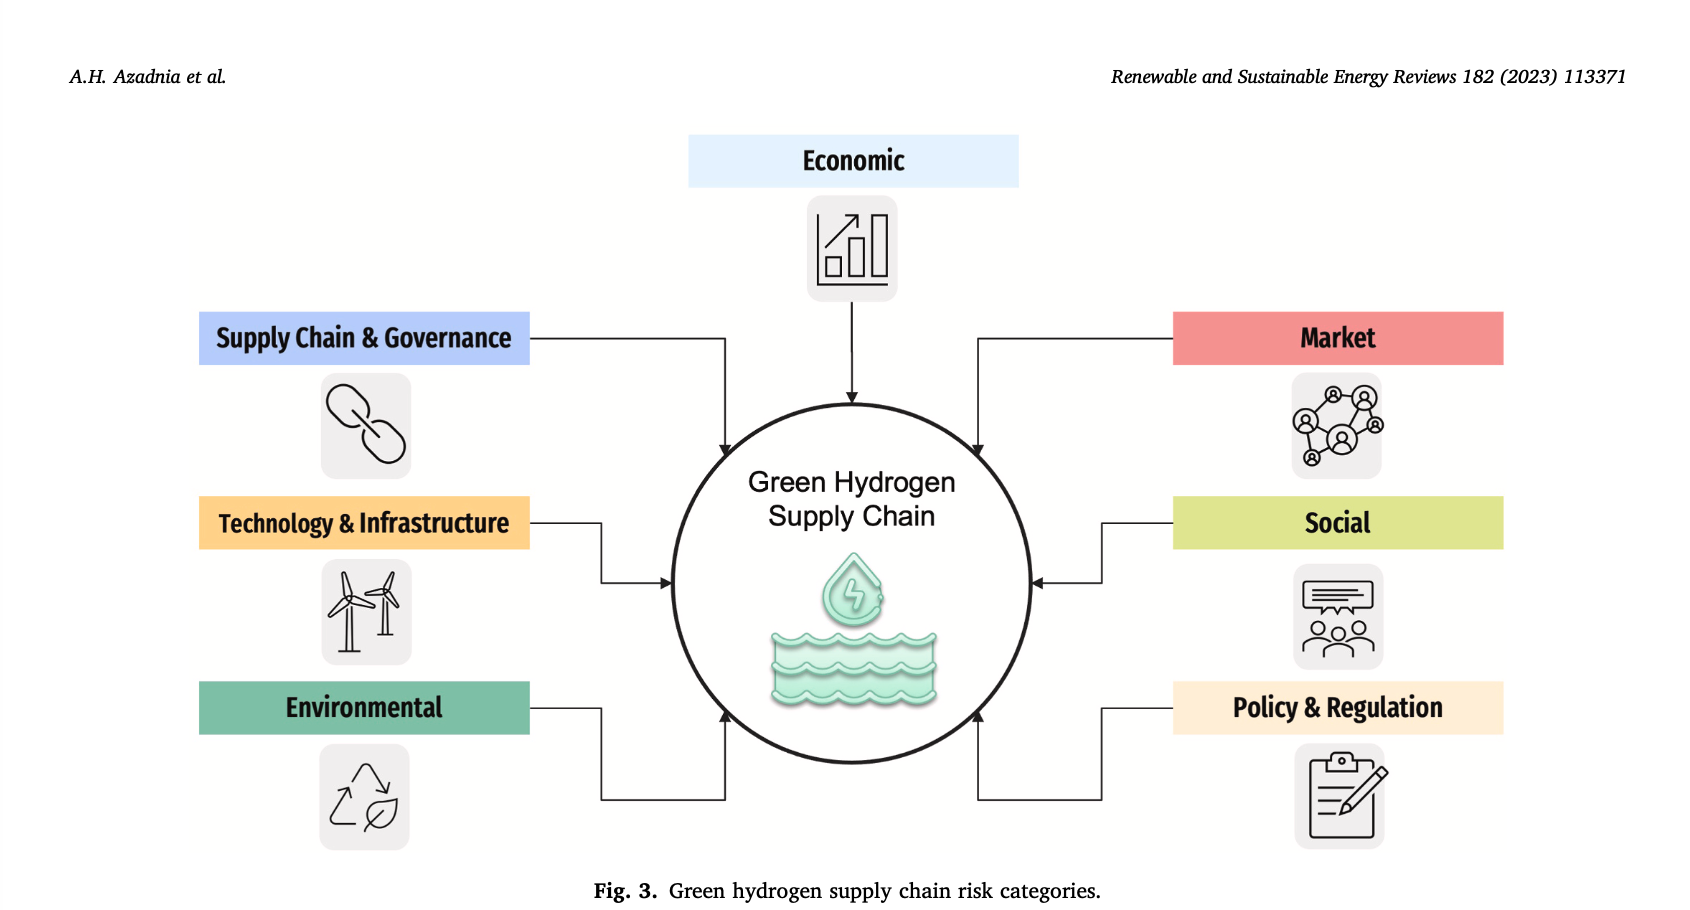 A.H. Azadnia et al.
Renewable and Sustainable Energy Reviews 182 (2023) 113371
Economic
Supply Chain & Governance
Market
Green Hydrogen
Supply Chain
Technology & Infrastructure
Social
Environmental
Policy & Regulation
Fig. 3. Green hydrogen supply chain risk categories.